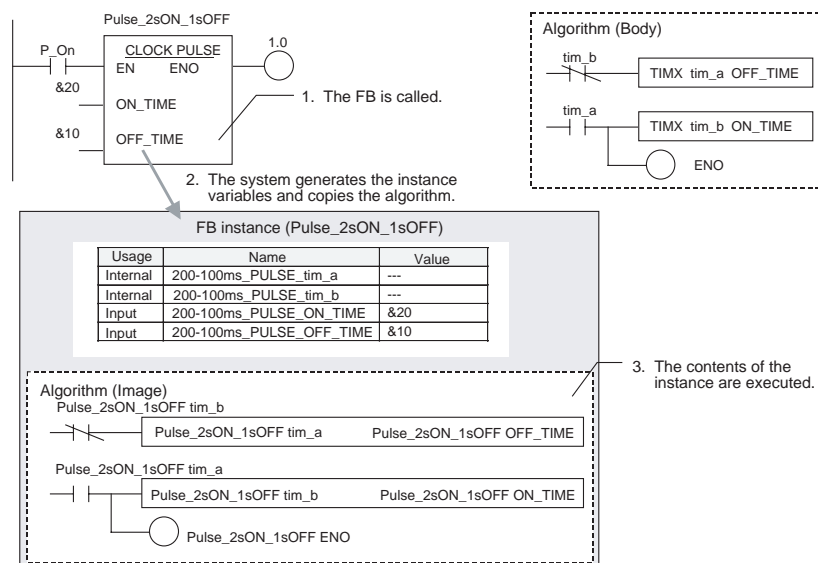 Pulse_2sON_1sOFF
P_On
CLOCK PULSE
EN ENO
1.0
&20
ON_TIME
&10
OFF_TIME
1. The FB is called.
Algorithm (Body)
tim_b
TIMX tim_a OFF_TIME
tim_a
TIMX tim_b ON_TIME
ENO
2. The system generates the instance
variables and copies the algorithm.
FB instance (Pulse_2sON_1sOFF)
Usage Name Value
Internal 200-100ms_PULSE_tim_a ---
Internal 200-100ms_PULSE_tim_b ---
Input 200-100ms_PULSE_ON_TIME &20
Input 200-100ms_PULSE_OFF_TIME &10
3. The contents of the
instance are executed.
Algorithm (Image)
Pulse_2sON_1sOFF tim_b
Pulse_2sON_1sOFF tim_a Pulse_2sON_1sOFF OFF_TIME
Pulse_2sON_1sOFF tim_a
Pulse_2sON_1sOFF tim_b Pulse_2sON_1sOFF ON_TIME
Pulse_2sON_1sOFF ENO